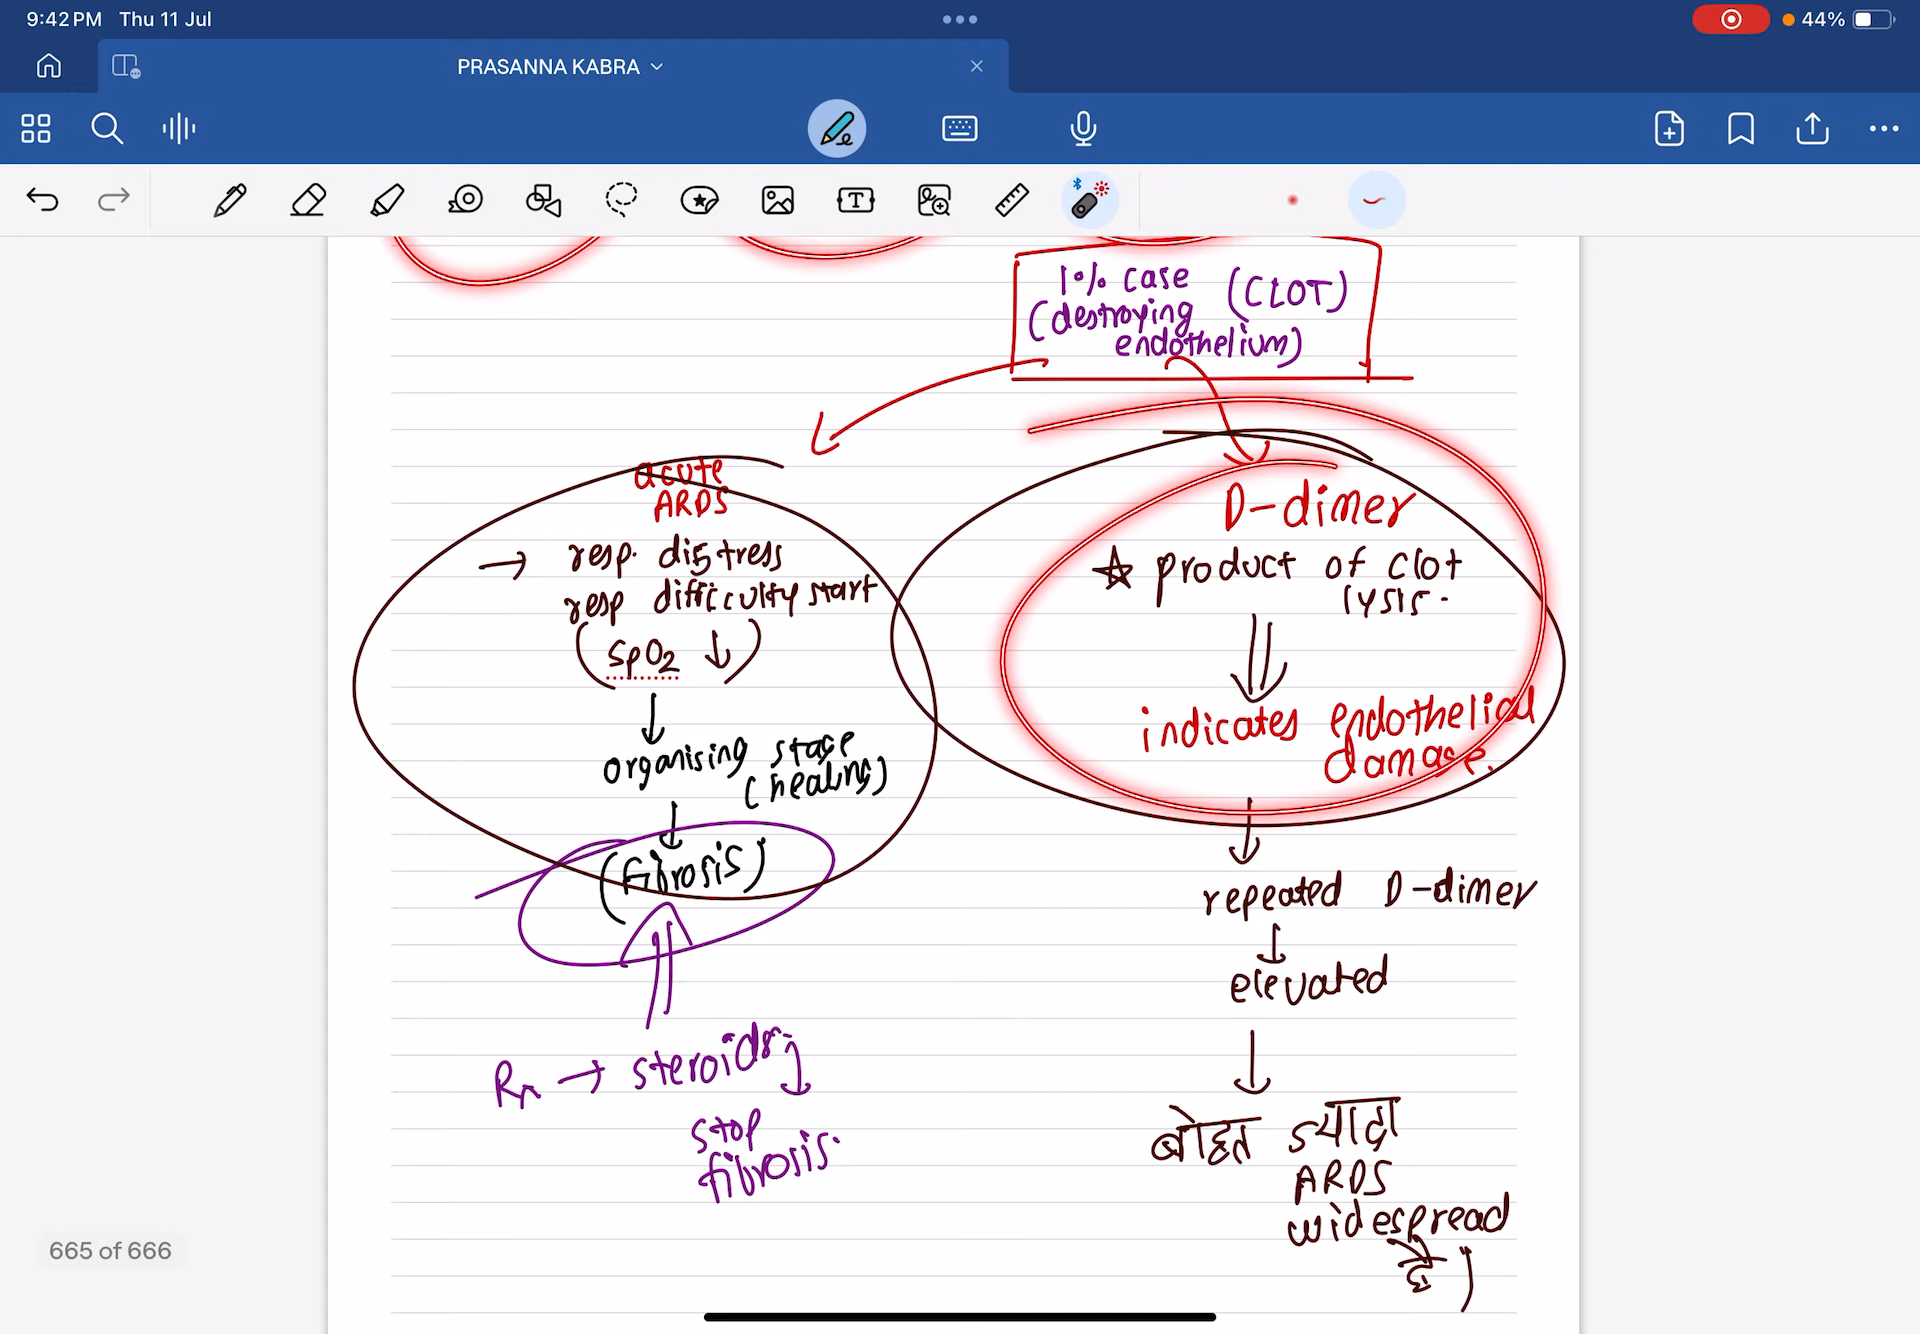 9:42 PM Thu 11 Jul
44%
PRASANNA KABRA
1% case (CLOT)
(destroying
endothelium)
acute
ARDS
→ resp. distress
resp difficulty start
(SpO2 ↓)
↓
organising stage
(healing)
↓
(fibrosis)
Rx → steroids
↓
stop
fibrosis.
D-dimer
☆ product of clot
lysis.
⇓
indicates endothelial
damage.
↓
repeated D-dimer
↓
elevated
↓
बोहत ज्यादा
ARDS
widespread
है।
665 of 666